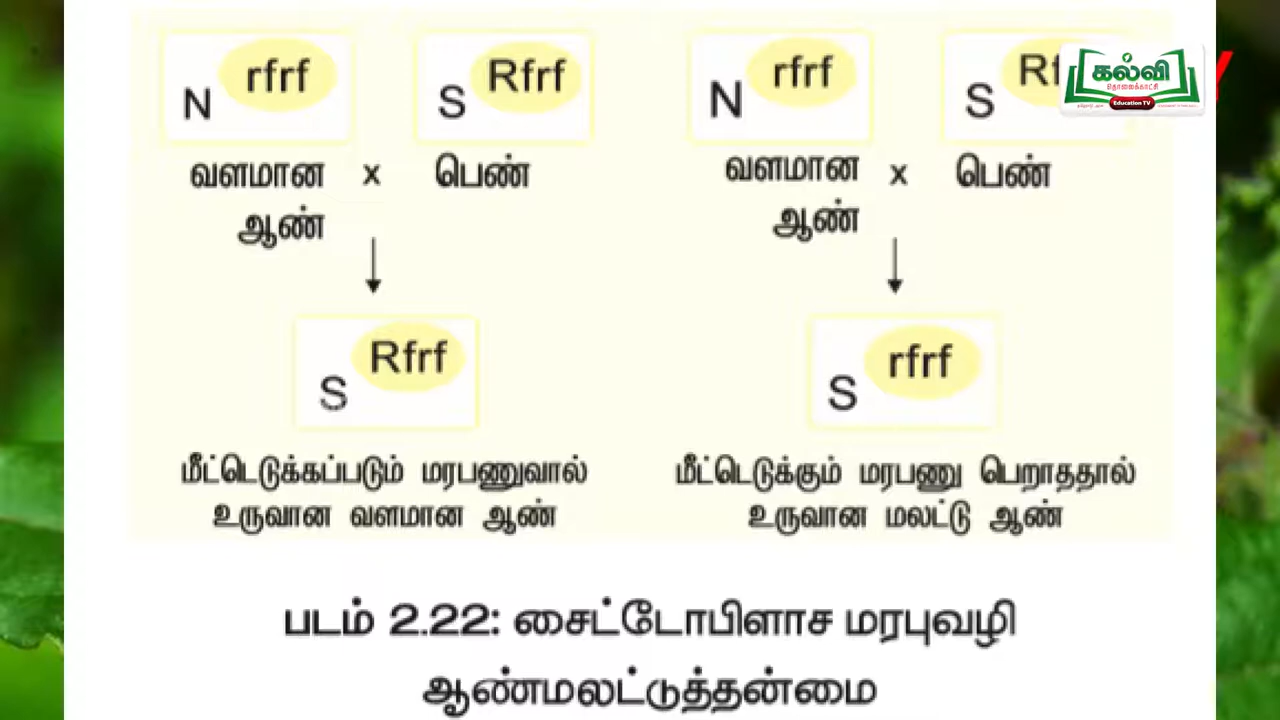 N rfrf S Rfrf N rfrf S
வளமான x பெண் வளமான x பெண்
ஆண் ஆண்
S Rfrf S rfrf
மீட்டெடுக்கப்படும் மரபணுவால்
உருவான வளமான ஆண்
மீட்டெடுக்கும் மரபணு பெறாததால்
உருவான மலட்டு ஆண்
படம் 2.22: சைட்டோபிளாச மரபுவழி
ஆண்மலட்டுத்தன்மை
கல்வி
தொலைக்காட்சி
Education TV